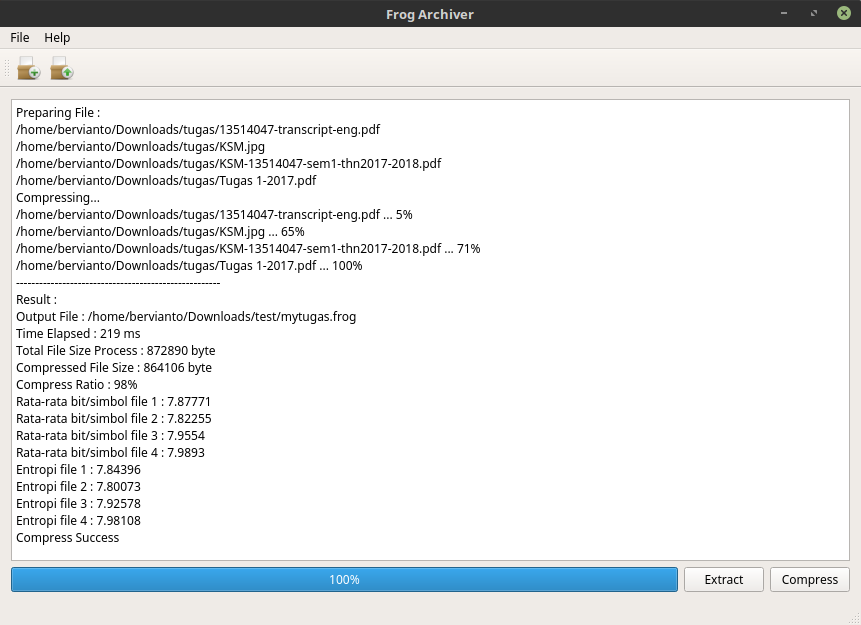 Frog Archiver
File Help
Preparing File :
/home/bervianto/Downloads/tugas/13514047-transcript-eng.pdf
/home/bervianto/Downloads/tugas/KSM.jpg
/home/bervianto/Downloads/tugas/KSM-13514047-sem1-thn2017-2018.pdf
/home/bervianto/Downloads/tugas/Tugas 1-2017.pdf
Compressing...
/home/bervianto/Downloads/tugas/13514047-transcript-eng.pdf ... 5%
/home/bervianto/Downloads/tugas/KSM.jpg ... 65%
/home/bervianto/Downloads/tugas/KSM-13514047-sem1-thn2017-2018.pdf ... 71%
/home/bervianto/Downloads/tugas/Tugas 1-2017.pdf ... 100%
---------------------------------------------------
Result :
Output File : /home/bervianto/Downloads/test/mytugas.frog
Time Elapsed : 219 ms
Total File Size Process : 872890 byte
Compressed File Size : 864106 byte
Compress Ratio : 98%
Rata-rata bit/simbol file 1 : 7.87771
Rata-rata bit/simbol file 2 : 7.82255
Rata-rata bit/simbol file 3 : 7.9554
Rata-rata bit/simbol file 4 : 7.9893
Entropi file 1 : 7.84396
Entropi file 2 : 7.80073
Entropi file 3 : 7.92578
Entropi file 4 : 7.98108
Compress Success
100% Extract Compress